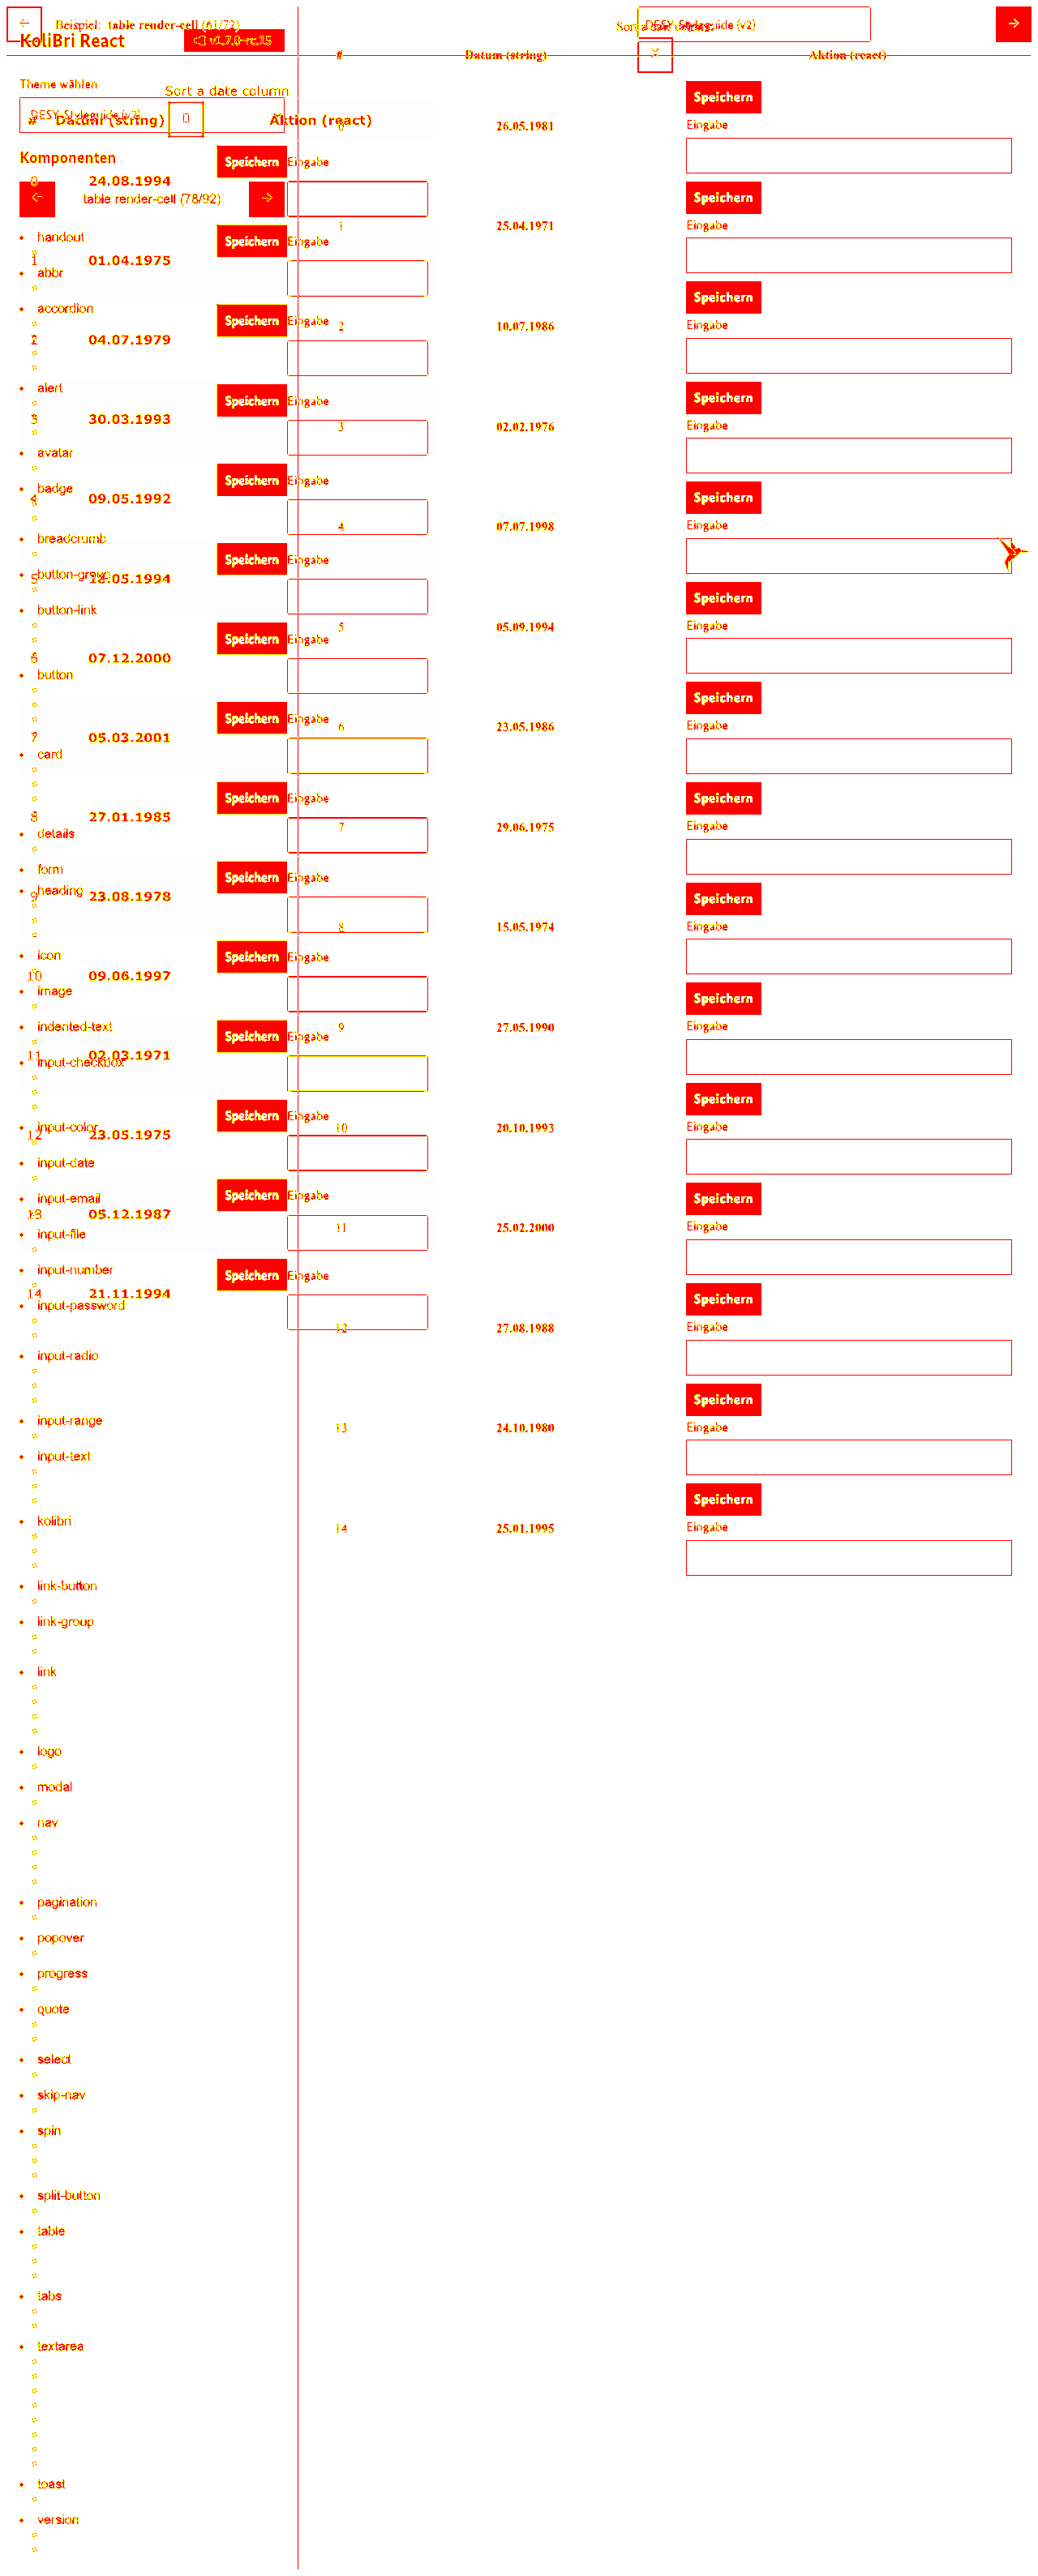 Beispiel: table render-cell (61/72)
DESY-Styleguide (v2)
KoliBri React
v1.7.0-rc.15
# Datum (string) Aktion (react)
Theme wählen
Sort a date column
DESY-Styleguide (v2)
# Datum (string) Aktion (react)
Komponenten
table render-cell (78/92)
0 24.08.1994 Speichern Eingabe
handout
1 01.04.1975 Speichern Eingabe
abbr
accordion
2 04.07.1979 Speichern Eingabe
alert
3 30.03.1993 Speichern Eingabe
avatar
badge
4 09.05.1992 Speichern Eingabe
breadcrumb
button-group
5 .05.1994 Speichern Eingabe
button-link
6 07.12.2000 Speichern Eingabe
button
7 05.03.2001 Speichern Eingabe
card
8 27.01.1985 Speichern Eingabe
details
form
heading
9 23.08.1978 Speichern Eingabe
icon
10 09.06.1997 Speichern Eingabe
image
indented-text
11 02.03.1971 Speichern Eingabe
input-checkbox
input-color
12 23.05.1975 Speichern Eingabe
input-date
input-email
13 05.12.1987 Speichern Eingabe
input-file
input-number
14 21.11.1994 Speichern Eingabe
input-password
input-radio
input-range
input-text
kolibri
link-button
link-group
link
logo
modal
nav
pagination
popover
progress
quote
select
skip-nav
spin
split-button
table
tabs
textarea
toast
version
0 26.05.1981 Speichern
Eingabe
1 25.04.1971 Speichern
Eingabe
2 10.07.1986 Speichern
Eingabe
3 02.02.1976 Speichern
Eingabe
4 07.07.1998 Speichern
Eingabe
5 05.09.1994 Speichern
Eingabe
6 23.05.1986 Speichern
Eingabe
7 29.06.1975 Speichern
Eingabe
8 15.05.1974 Speichern
Eingabe
9 27.05.1990 Speichern
Eingabe
10 20.10.1993 Speichern
Eingabe
11 25.02.2000 Speichern
Eingabe
12 27.08.1988 Speichern
Eingabe
13 24.10.1980 Speichern
Eingabe
14 25.01.1995 Speichern
Eingabe